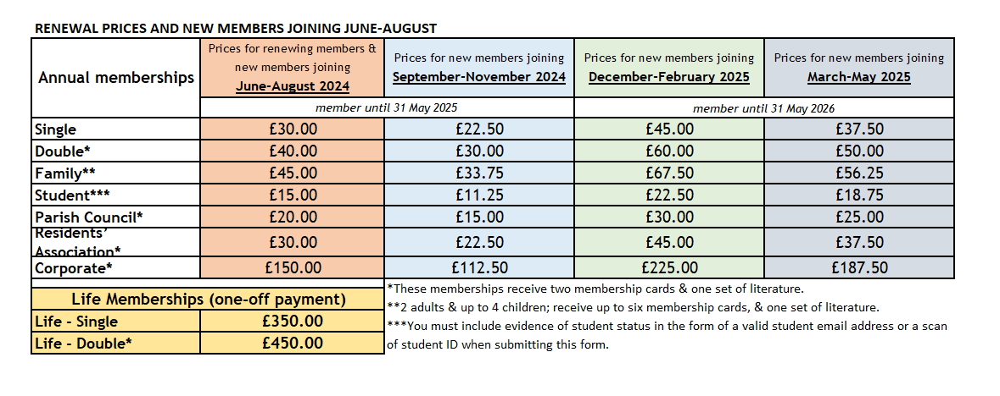 RENEWAL PRICES AND NEW MEMBERS JOINING JUNE-AUGUST
Annual memberships
Prices for renewing members &
new members joining
June-August 2024
Prices for new members joining
September-November 2024
Prices for new members joining
December-February 2025
Prices for new members joining
March-May 2025
member until 31 May 2025
member until 31 May 2026
Single £30.00 £22.50 £45.00 £37.50
Double* £40.00 £30.00 £60.00 £50.00
Family** £45.00 £33.75 £67.50 £56.25
Student*** £15.00 £11.25 £22.50 £18.75
Parish Council* £20.00 £15.00 £30.00 £25.00
Residents'
Association* £30.00 £22.50 £45.00 £37.50
Corporate* £150.00 £112.50 £225.00 £187.50
Life Memberships (one-off payment)
Life - Single £350.00
Life - Double* £450.00
*These memberships receive two membership cards & one set of literature.
**2 adults & up to 4 children; receive up to six membership cards, & one set of literature.
***You must include evidence of student status in the form of a valid student email address or a scan
of student ID when submitting this form.